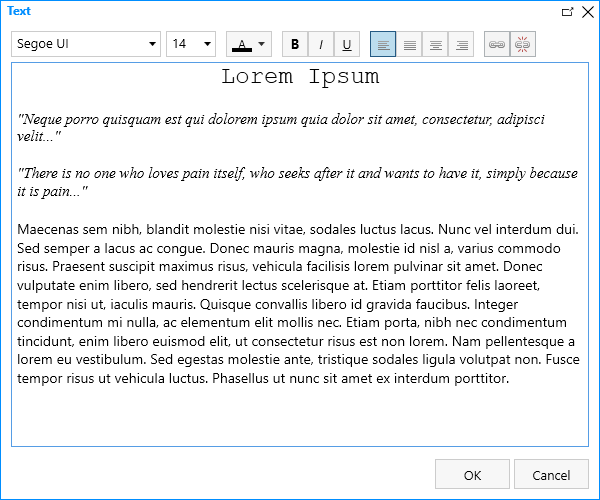 Text
Segoe UI 14 A B I U
Lorem Ipsum
"Neque porro quisquam est qui dolorem ipsum quia dolor sit amet, consectetur, adipisci
velit..."
"There is no one who loves pain itself, who seeks after it and wants to have it, simply because
it is pain..."
Maecenas sem nibh, blandit molestie nisi vitae, sodales luctus lacus. Nunc vel interdum dui.
Sed semper a lacus ac congue. Donec mauris magna, molestie id nisl a, varius commodo
risus. Praesent suscipit maximus risus, vehicula facilisis lorem pulvinar sit amet. Donec
vulputate enim libero, sed hendrerit lectus scelerisque at. Etiam porttitor felis laoreet,
tempor nisi ut, iaculis mauris. Quisque convallis libero id gravida faucibus. Integer
condimentum mi nulla, ac elementum elit mollis nec. Etiam porta, nibh nec condimentum
tincidunt, enim libero euismod elit, ut consectetur risus est non lorem. Nam pellentesque a
lorem eu vestibulum. Sed egestas molestie ante, tristique sodales ligula volutpat non. Fusce
tempor risus ut vehicula luctus. Phasellus ut nunc sit amet ex interdum porttitor.
OK Cancel